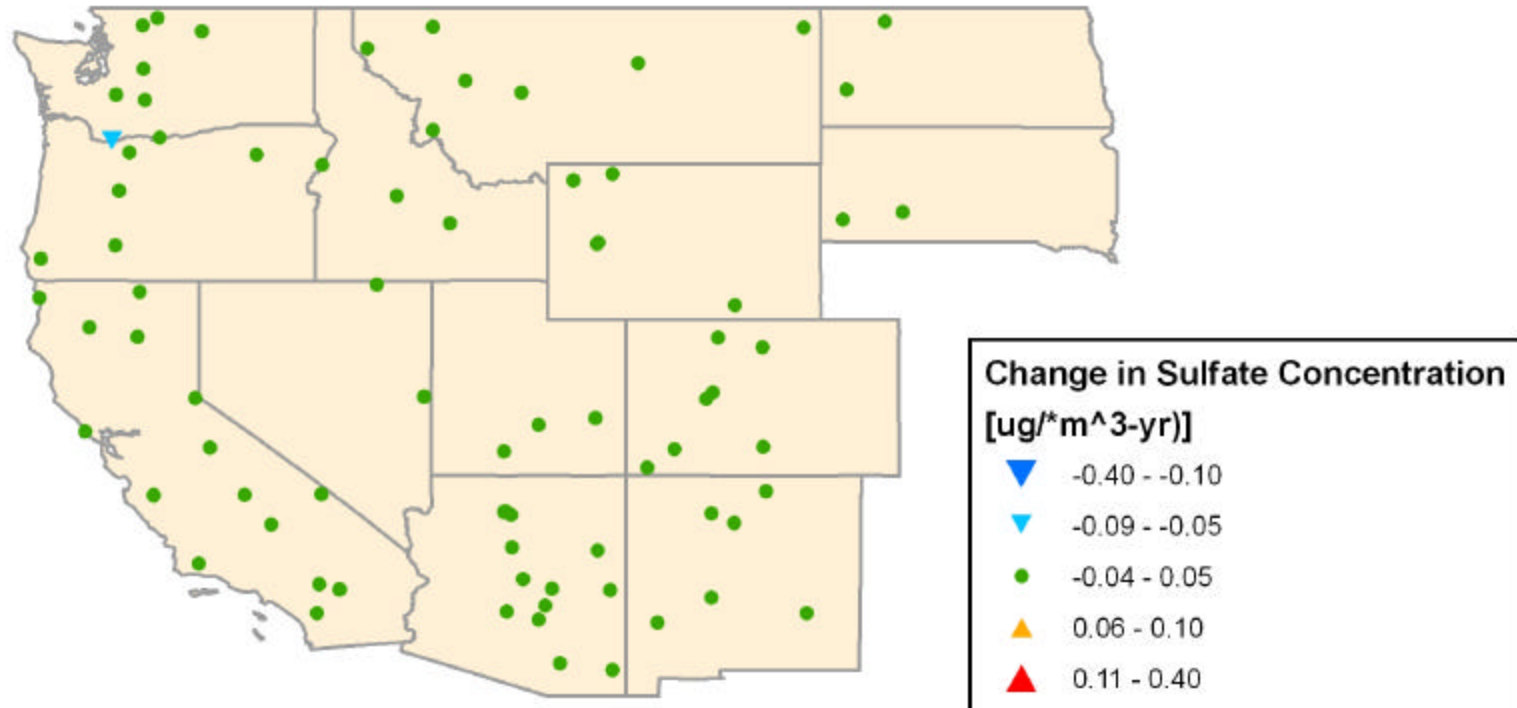 Change in Sulfate Concentration
[ug/*m^3-yr)]
-0.40 - -0.10
-0.09 - -0.05
-0.04 - 0.05
0.06 - 0.10
0.11 - 0.40